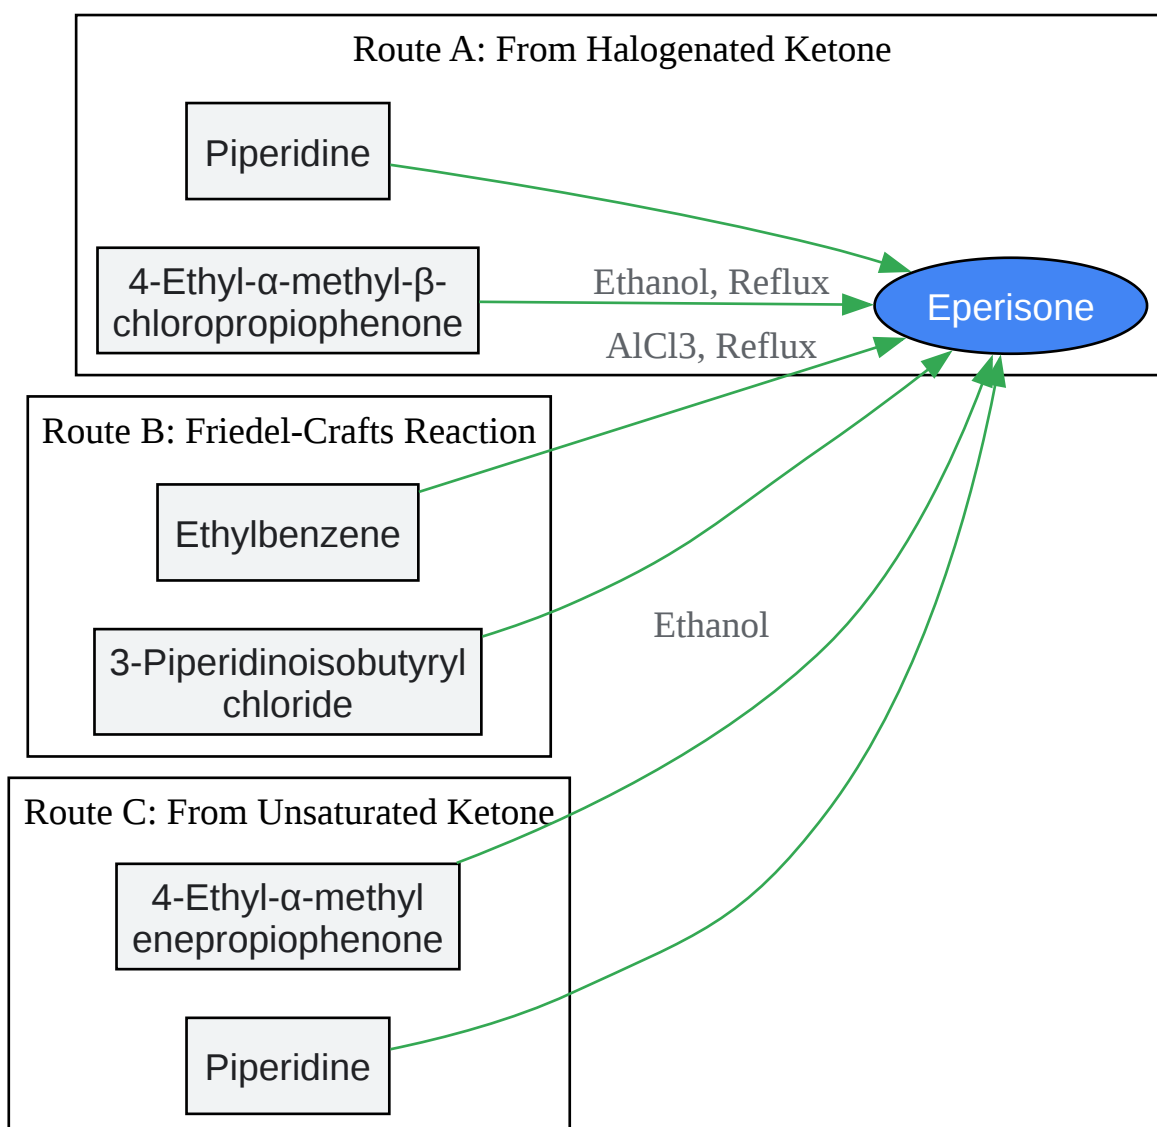 Route A: From Halogenated Ketone
Piperidine
4-Ethyl-α-methyl-β-
chloropropiophenone
Ethanol, Reflux
Eperisone
AlCl3, Reflux
Route B: Friedel-Crafts Reaction
Ethylbenzene
3-Piperidinoisobutyryl
chloride
Ethanol
Route C: From Unsaturated Ketone
4-Ethyl-α-methyl
enepropiophenone
Piperidine